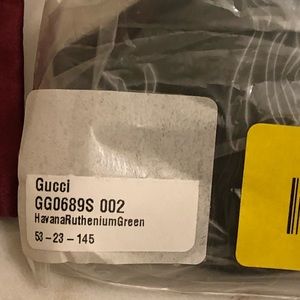 Gucci
GG0689S 002
HavanaRutheniumGreen
53-23-145